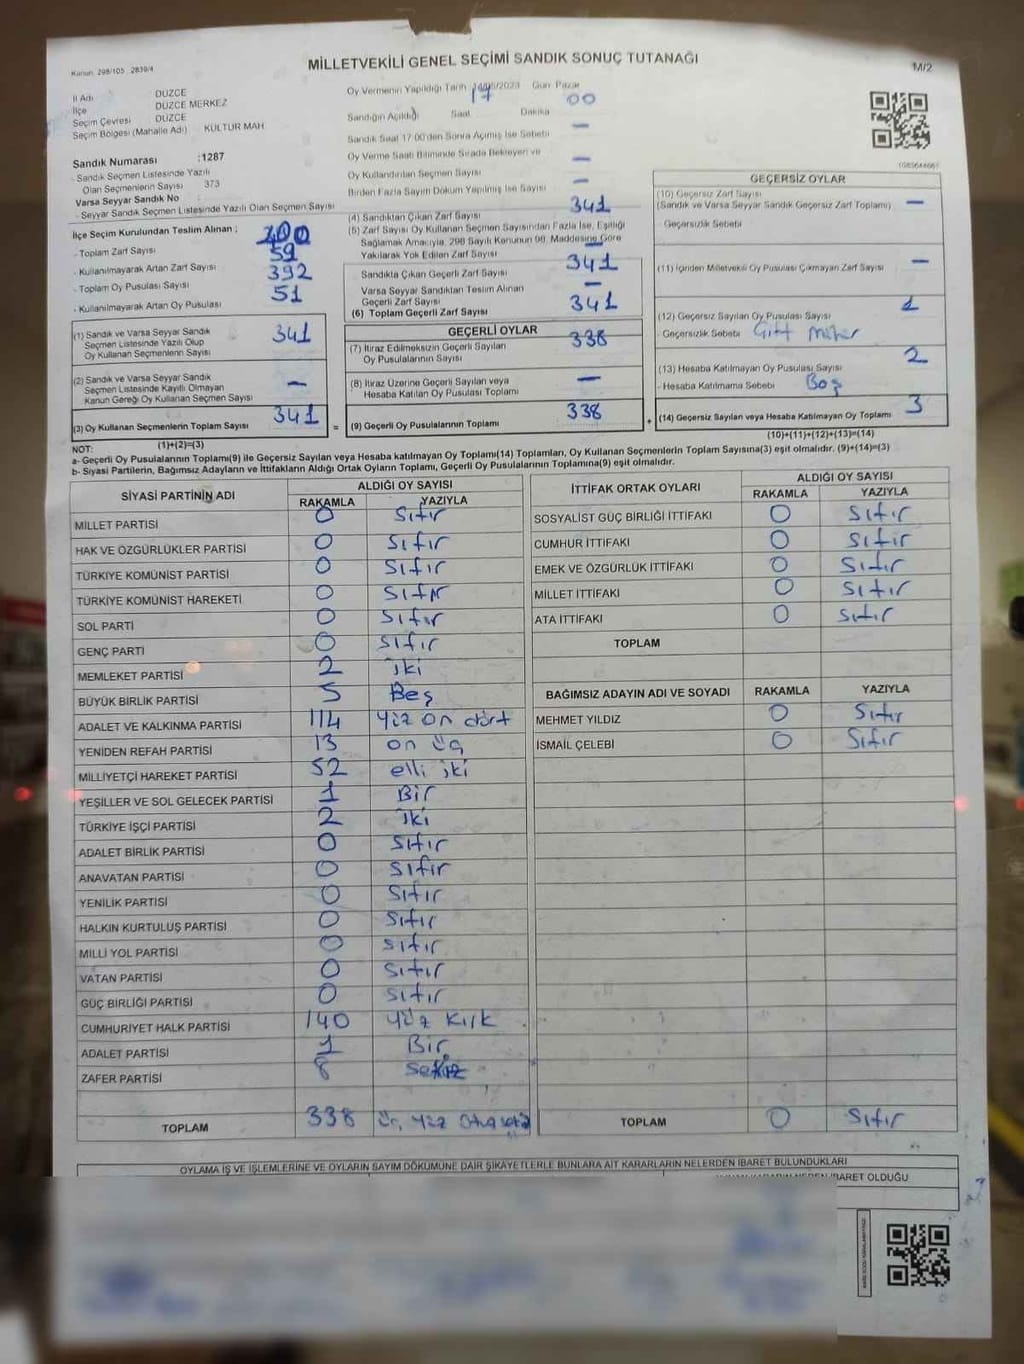 Kanun: 298/105 2839/4
MİLLETVEKİLİ GENEL SEÇİMİ SANDIK SONUÇ TUTANAĞI
M/2
İl Adı DÜZCE
İlçe DÜZCE MERKEZ
Seçim Çevresi DÜZCE
Seçim Bölgesi (Mahalle Adı) KÜLTÜR MAH
Sandık Numarası :1287
- Sandık Seçmen Listesinde Yazılı
Olan Seçmenlerin Sayısı 373
Varsa Seyyar Sandık No
- Seyyar Sandık Seçmen Listesinde Yazılı Olan Seçmen Sayısı
İlçe Seçim Kurulundan Teslim Alınan ;
- Toplam Zarf Sayısı 400
- Kullanılmayarak Artan Zarf Sayısı 59
- Toplam Oy Pusulası Sayısı 392
- Kullanılmayarak Artan Oy Pusulası 51
(1) Sandık ve Varsa Seyyar Sandık
Seçmen Listesinde Yazılı Olup
Oy Kullanan Seçmenlerin Sayısı 341
(2) Sandık ve Varsa Seyyar Sandık
Seçmen Listesinde Kayıtlı Olmayan
Kanun Gereği Oy Kullanan Seçmen Sayısı —
(3) Oy Kullanan Seçmenlerin Toplam Sayısı 341
(1)+(2)=(3)
Oy Vermenin Yapıldığı Tarih 14/05/2023 Gün Pazar
Sandığın Açıldığı Saat 17 Dakika 00
Sandık Saat 17:00'den Sonra Açılmış İse Sebebi —
Oy Verme Saati Bitiminde Sırada Bekleyen ve
Oy Kullandırılan Seçmen Sayısı —
Birden Fazla Sayım Döküm Yapılmış İse Sayısı —
(4) Sandıktan Çıkan Zarf Sayısı 341
(5) Zarf Sayısı Oy Kullanan Seçmen Sayısından Fazla İse, Eşitliği
Sağlamak Amacıyla, 298 Sayılı Kanunun 98. Maddesine Göre
Yakılarak Yok Edilen Zarf Sayısı —
Sandıkta Çıkan Geçerli Zarf Sayısı 341
Varsa Seyyar Sandıktan Teslim Alınan
Geçerli Zarf Sayısı —
(6) Toplam Geçerli Zarf Sayısı 341
GEÇERLİ OYLAR
(7) İtiraz Edilmeksizin Geçerli Sayılan
Oy Pusulalarının Sayısı 338
(8) İtiraz Üzerine Geçerli Sayılan veya
Hesaba Katılan Oy Pusulası Toplamı —
= (9) Geçerli Oy Pusulalarının Toplamı 338
GEÇERSİZ OYLAR
(10) Geçersiz Zarf Sayısı
(Sandık ve Varsa Seyyar Sandık Geçersiz Zarf Toplamı) —
- Geçersizlik Sebebi
(11) İçinden Milletvekili Oy Pusulası Çıkmayan Zarf Sayısı —
(12) Geçersiz Sayılan Oy Pusulası Sayısı 1
- Geçersizlik Sebebi Çift Mühür
(13) Hesaba Katılmayan Oy Pusulası Sayısı 2
- Hesaba Katılmama Sebebi Boş
+ (14) Geçersiz Sayılan veya Hesaba Katılmayan Oy Toplamı 3
(10)+(11)+(12)+(13)=(14)
NOT:
a- Geçerli Oy Pusulalarının Toplamı(9) ile Geçersiz Sayılan veya Hesaba katılmayan Oy Toplamı(14) Toplamları, Oy Kullanan Seçmenlerin Toplam Sayısına(3) eşit olmalıdır. (9)+(14)=(3)
b- Siyasi Partilerin, Bağımsız Adayların ve İttifakların Aldığı Ortak Oyların Toplamı, Geçerli Oy Pusulalarının Toplamına(9) eşit olmalıdır.
SİYASİ PARTİNİN ADI ALDIĞI OY SAYISI
RAKAMLA YAZIYLA
MİLLET PARTİSİ 0 Sıfır
HAK VE ÖZGÜRLÜKLER PARTİSİ 0 Sıfır
TÜRKİYE KOMÜNİST PARTİSİ 0 Sıfır
TÜRKİYE KOMÜNİST HAREKETİ 0 Sıfır
SOL PARTİ 0 Sıfır
GENÇ PARTİ 0 Sıfır
MEMLEKET PARTİSİ 2 İki
BÜYÜK BİRLİK PARTİSİ 5 Beş
ADALET VE KALKINMA PARTİSİ 114 Yüz on dört
YENİDEN REFAH PARTİSİ 13 on üç
MİLLİYETÇİ HAREKET PARTİSİ 52 elli iki
YEŞİLLER VE SOL GELECEK PARTİSİ 1 Bir
TÜRKİYE İŞÇİ PARTİSİ 2 İki
ADALET BİRLİK PARTİSİ 0 Sıfır
ANAVATAN PARTİSİ 0 Sıfır
YENİLİK PARTİSİ 0 Sıfır
HALKIN KURTULUŞ PARTİSİ 0 Sıfır
MİLLİ YOL PARTİSİ 0 Sıfır
VATAN PARTİSİ 0 Sıfır
GÜÇ BİRLİĞİ PARTİSİ 0 Sıfır
CUMHURİYET HALK PARTİSİ 140 Yüz Kırk
ADALET PARTİSİ 1 Bir
ZAFER PARTİSİ 8 Sekiz
TOPLAM 338 Üç Yüz Otuz sekiz
İTTİFAK ORTAK OYLARI ALDIĞI OY SAYISI
RAKAMLA YAZIYLA
SOSYALİST GÜÇ BİRLİĞİ İTTİFAKI 0 Sıfır
CUMHUR İTTİFAKI 0 Sıfır
EMEK VE ÖZGÜRLÜK İTTİFAKI 0 Sıfır
MİLLET İTTİFAKI 0 Sıfır
ATA İTTİFAKI 0 Sıfır
TOPLAM
BAĞIMSIZ ADAYIN ADI VE SOYADI RAKAMLA YAZIYLA
MEHMET YILDIZ 0 Sıfır
İSMAİL ÇELEBİ 0 Sıfır
TOPLAM 0 Sıfır
OYLAMA İŞ VE İŞLEMLERİNE VE OYLARIN SAYIM DÖKÜMÜNE DAİR ŞİKAYETLERLE BUNLARA AİT KARARLARIN NELERDEN İBARET BULUNDUKLARI
İBARET OLDUĞU